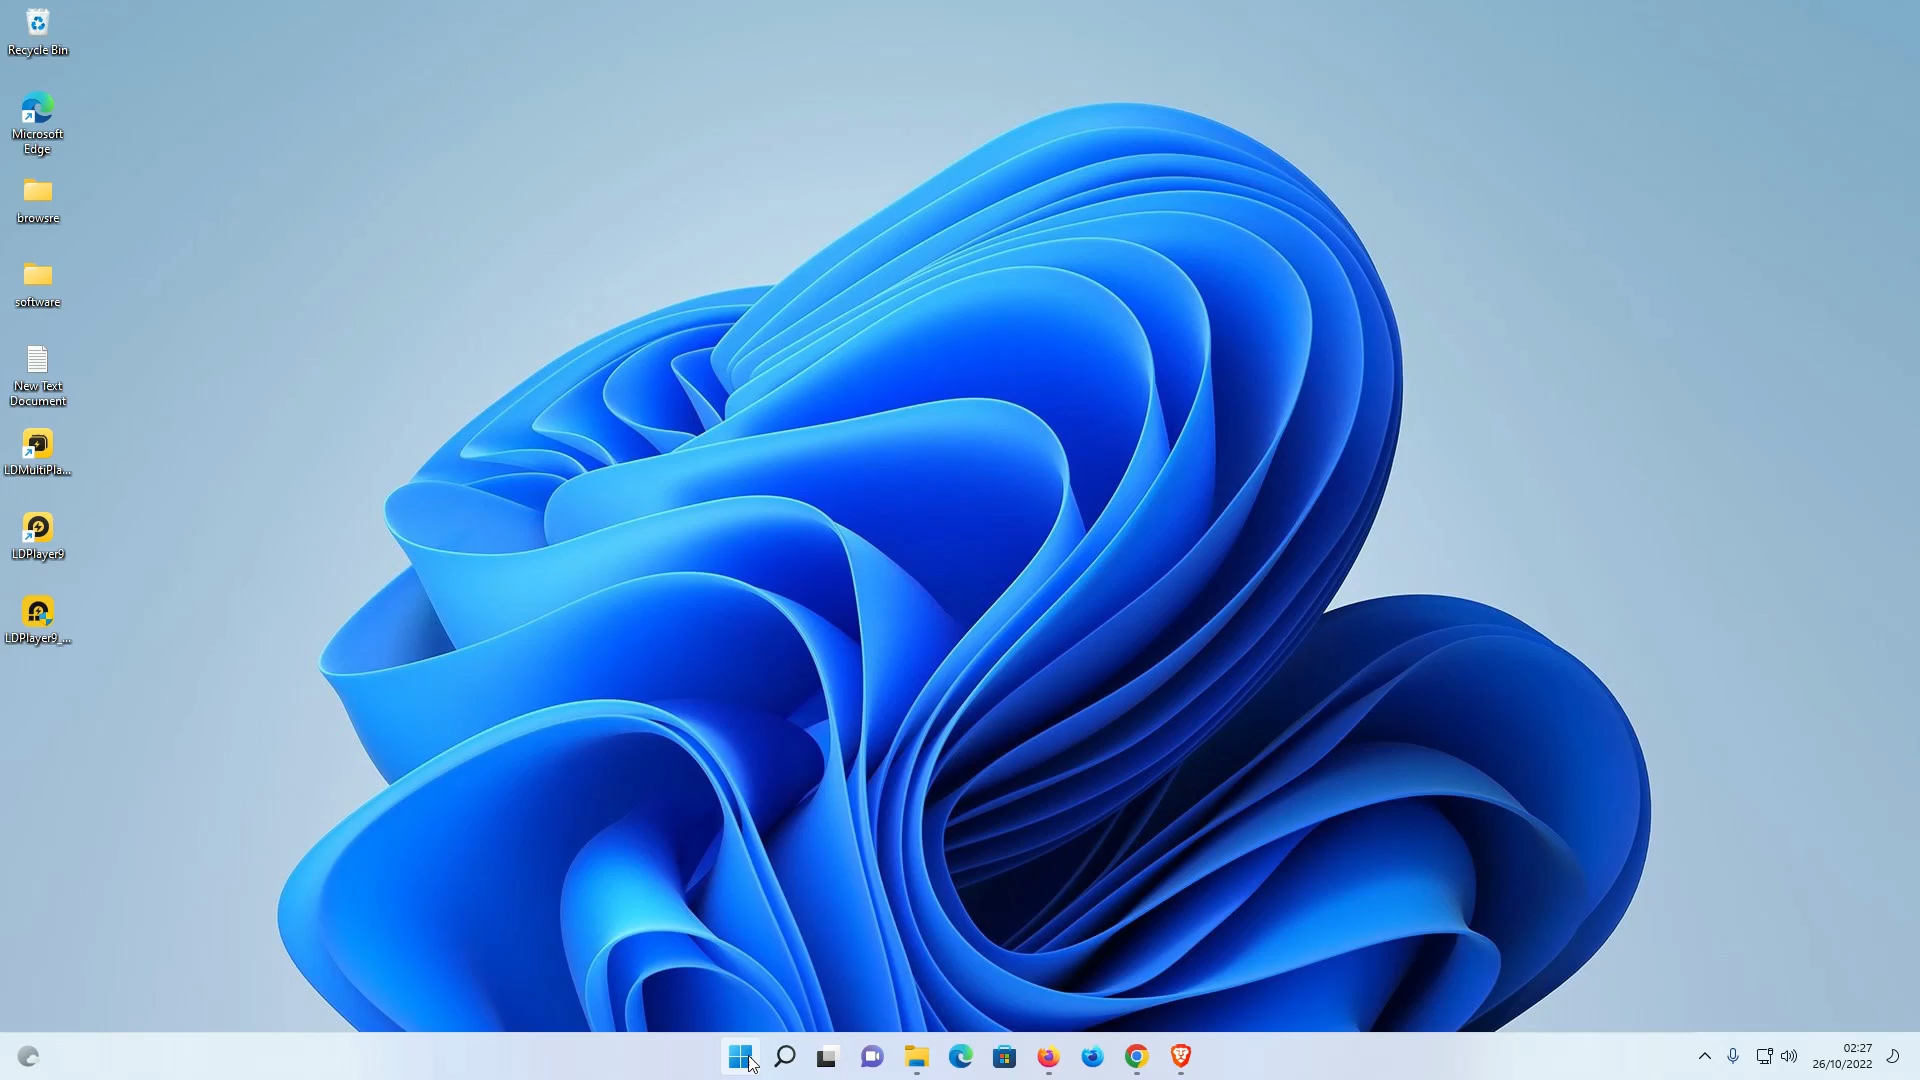 Recycle Bin
Microsoft
Edge
browsre
software
New Text
Document
LDMultiPla...
LDPlayer9
LDPlayer9_...
02:27
26/10/2022